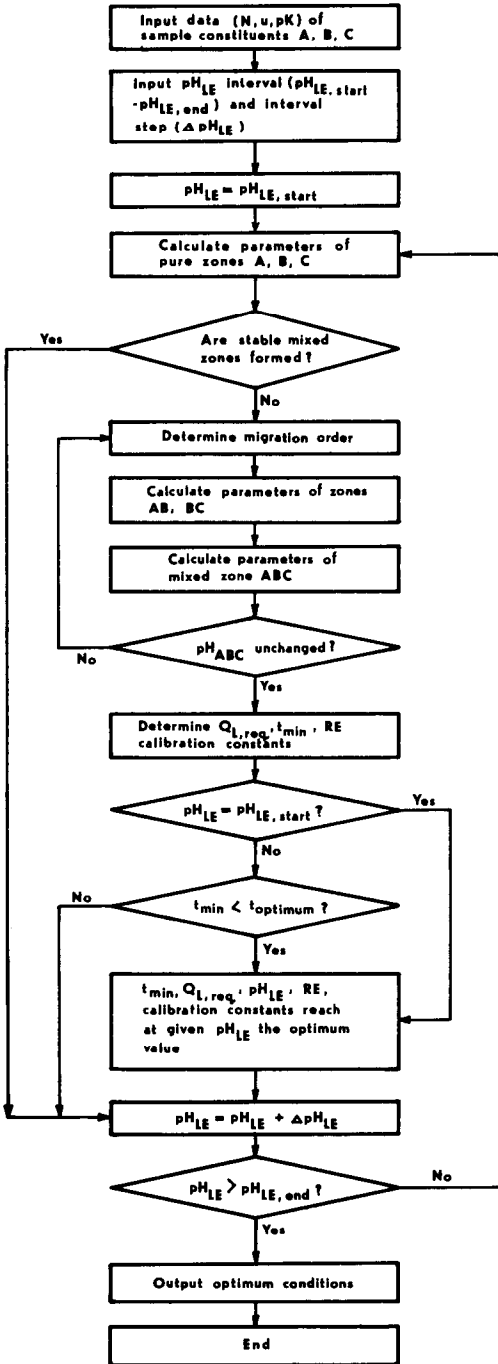 Input data (N,u,pK) of
sample constituents A, B, C
Input pH_LE interval (pH_LE, start
-pH_LE, end) and interval
step (Δ pH_LE)
pH_LE = pH_LE, start
Calculate parameters of
pure zones A, B, C
Yes
Are stable mixed
zones formed?
No
Determine migration order
Calculate parameters of zones
AB, BC
Calculate parameters of
mixed zone ABC
pH_ABC unchanged?
No
Yes
Determine Q_L,req, t_min, RE
calibration constants
pH_LE = pH_LE, start ?
Yes
No
No
t_min < t_optimum ?
Yes
t_min, Q_L,req, pH_LE, RE,
calibration constants reach
at given pH_LE the optimum
value
pH_LE = pH_LE + ΔpH_LE
pH_LE > pH_LE, end ?
No
Yes
Output optimum conditions
End